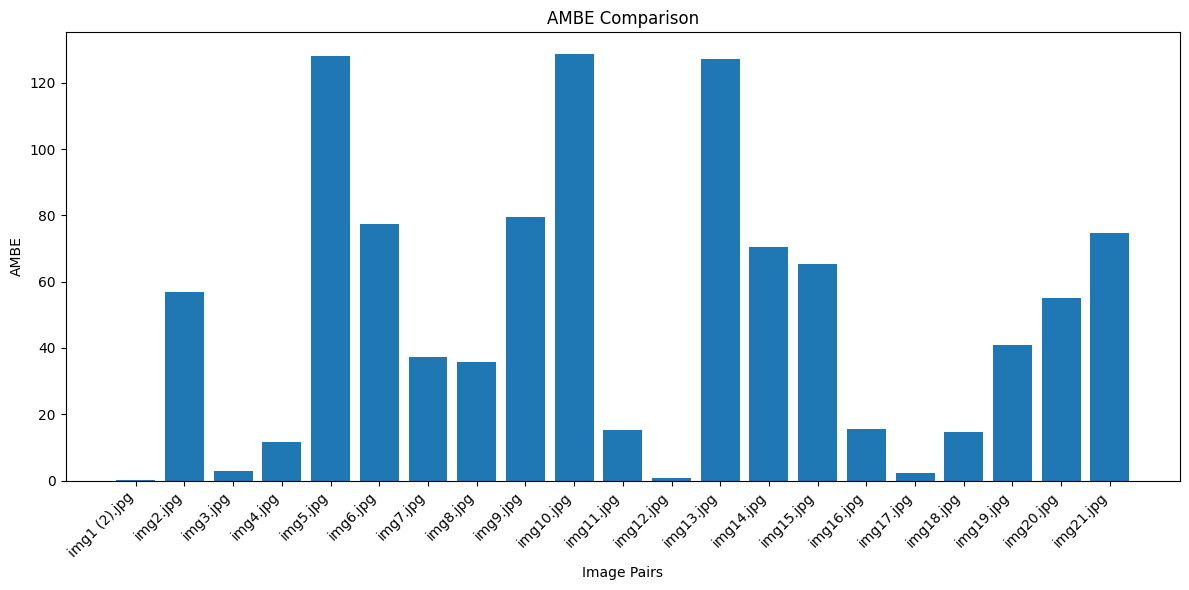 AMBE Comparison
AMBE
120
100
80
60
40
20
0
img1 (2).jpg
img2.jpg
img3.jpg
img4.jpg
img5.jpg
img6.jpg
img7.jpg
img8.jpg
img9.jpg
img10.jpg
img11.jpg
img12.jpg
img13.jpg
img14.jpg
img15.jpg
img16.jpg
img17.jpg
img18.jpg
img19.jpg
img20.jpg
img21.jpg
Image Pairs